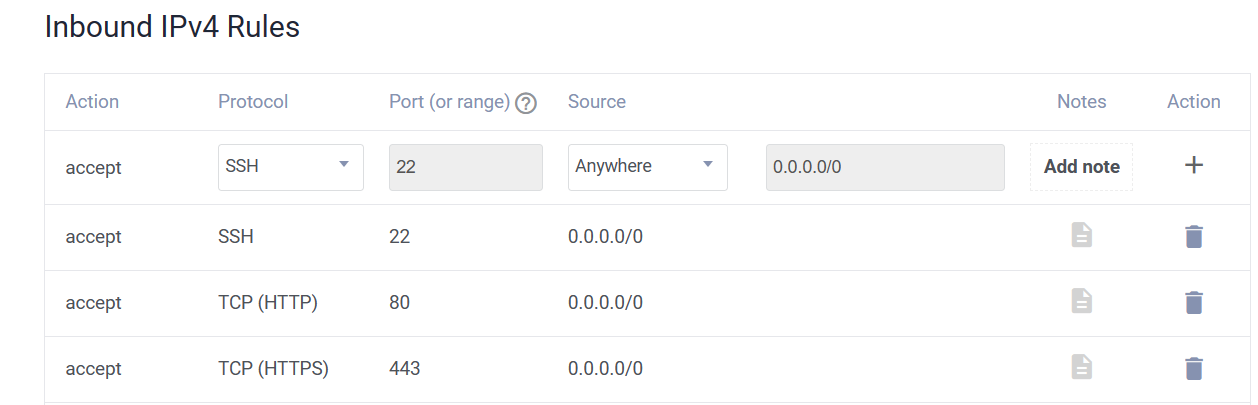 Inbound IPv4 Rules
Action Protocol Port (or range) ? Source Notes Action
accept SSH 22 Anywhere 0.0.0.0/0 Add note +
accept SSH 22 0.0.0.0/0
accept TCP (HTTP) 80 0.0.0.0/0
accept TCP (HTTPS) 443 0.0.0.0/0